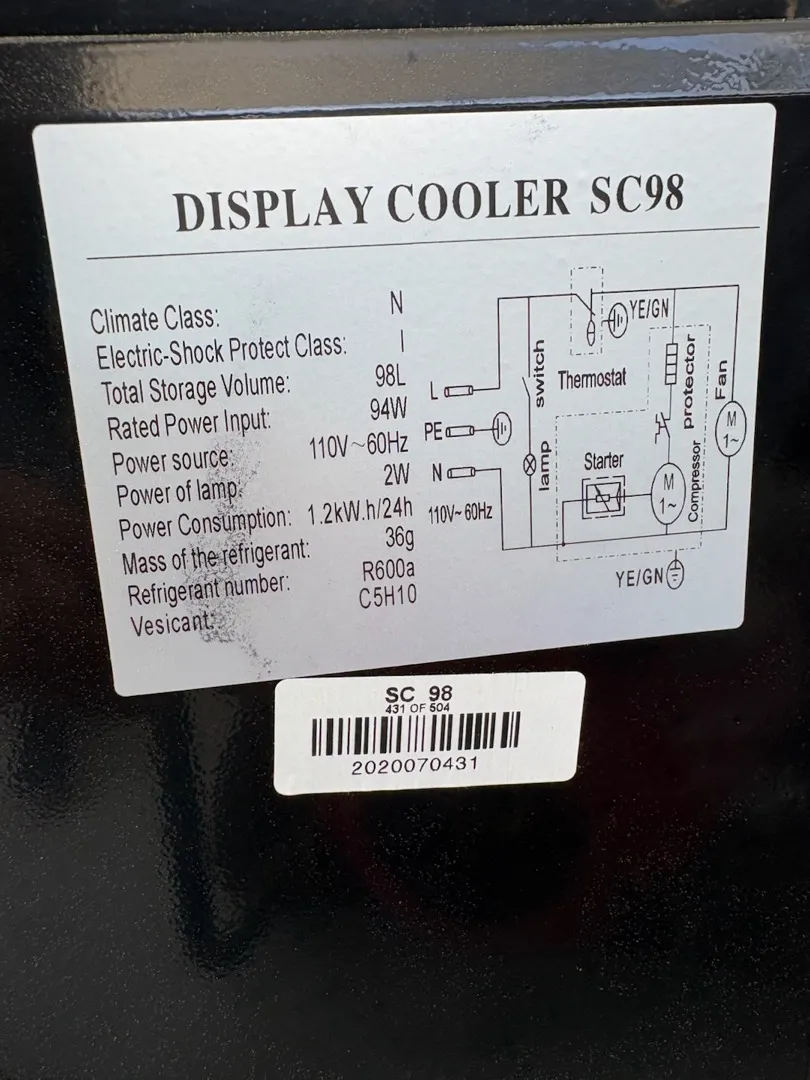 DISPLAY COOLER SC98
Climate Class: N
Electric-Shock Protect Class: I
Total Storage Volume: 98L
Rated Power Input: 94W
Power source: 110V~60Hz
Power of lamp: 2W
Power Consumption: 1.2kW.h/24h
Mass of the refrigerant: 36g
Refrigerant number: R600a
Vesicant: C5H10
L
PE
N
110V~60Hz
switch
lamp
Thermostat
YE/GN
Starter
M
1~
Compressor
protector
Fan
M
1~
YE/GN
SC 98
431 OF 504
2020070431